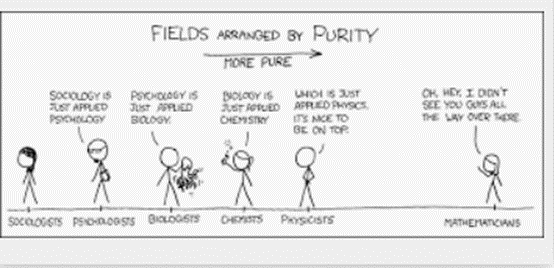 FIELDS ARRANGED BY PURITY
MORE PURE
SOCIOLOGY IS
JUST APPLIED
PSYCHOLOGY
PSYCHOLOGY IS
JUST APPLIED
BIOLOGY.
BIOLOGY IS
JUST APPLIED
CHEMISTRY
WHICH IS JUST
APPLIED PHYSICS.
IT'S NICE TO
BE ON TOP.
OH, HEY, I DIDN'T
SEE YOU GUYS ALL
THE WAY OVER THERE.
SOCIOLOGISTS
PSYCHOLOGISTS
BIOLOGISTS
CHEMISTS
PHYSICISTS
MATHEMATICIANS